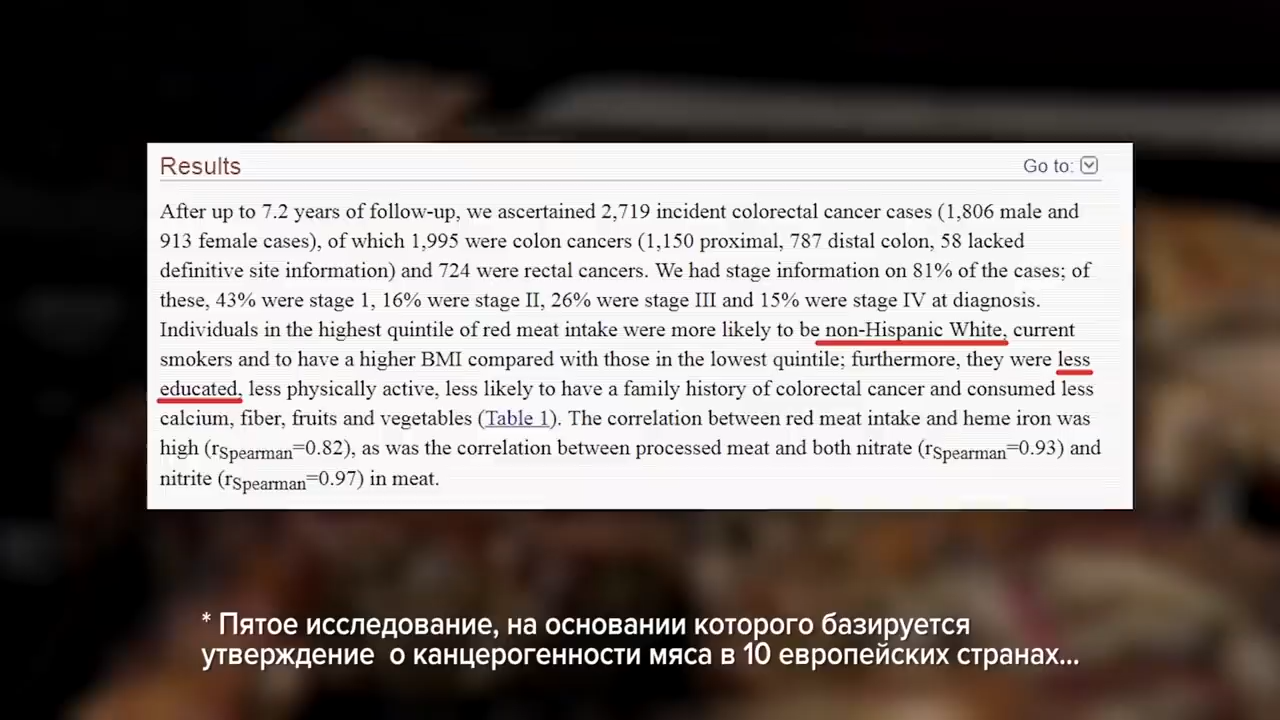 Results
Go to:
After up to 7.2 years of follow-up, we ascertained 2,719 incident colorectal cancer cases (1,806 male and
913 female cases), of which 1,995 were colon cancers (1,150 proximal, 787 distal colon, 58 lacked
definitive site information) and 724 were rectal cancers. We had stage information on 81% of the cases; of
these, 43% were stage 1, 16% were stage II, 26% were stage III and 15% were stage IV at diagnosis.
Individuals in the highest quintile of red meat intake were more likely to be non-Hispanic White, current
smokers and to have a higher BMI compared with those in the lowest quintile; furthermore, they were less
educated, less physically active, less likely to have a family history of colorectal cancer and consumed less
calcium, fiber, fruits and vegetables (Table 1). The correlation between red meat intake and heme iron was
high (rSpearman=0.82), as was the correlation between processed meat and both nitrate (rSpearman=0.93) and
nitrite (rSpearman=0.97) in meat.
* Пятое исследование, на основании которого базируется
утверждение о канцерогенности мяса в 10 европейских странах...